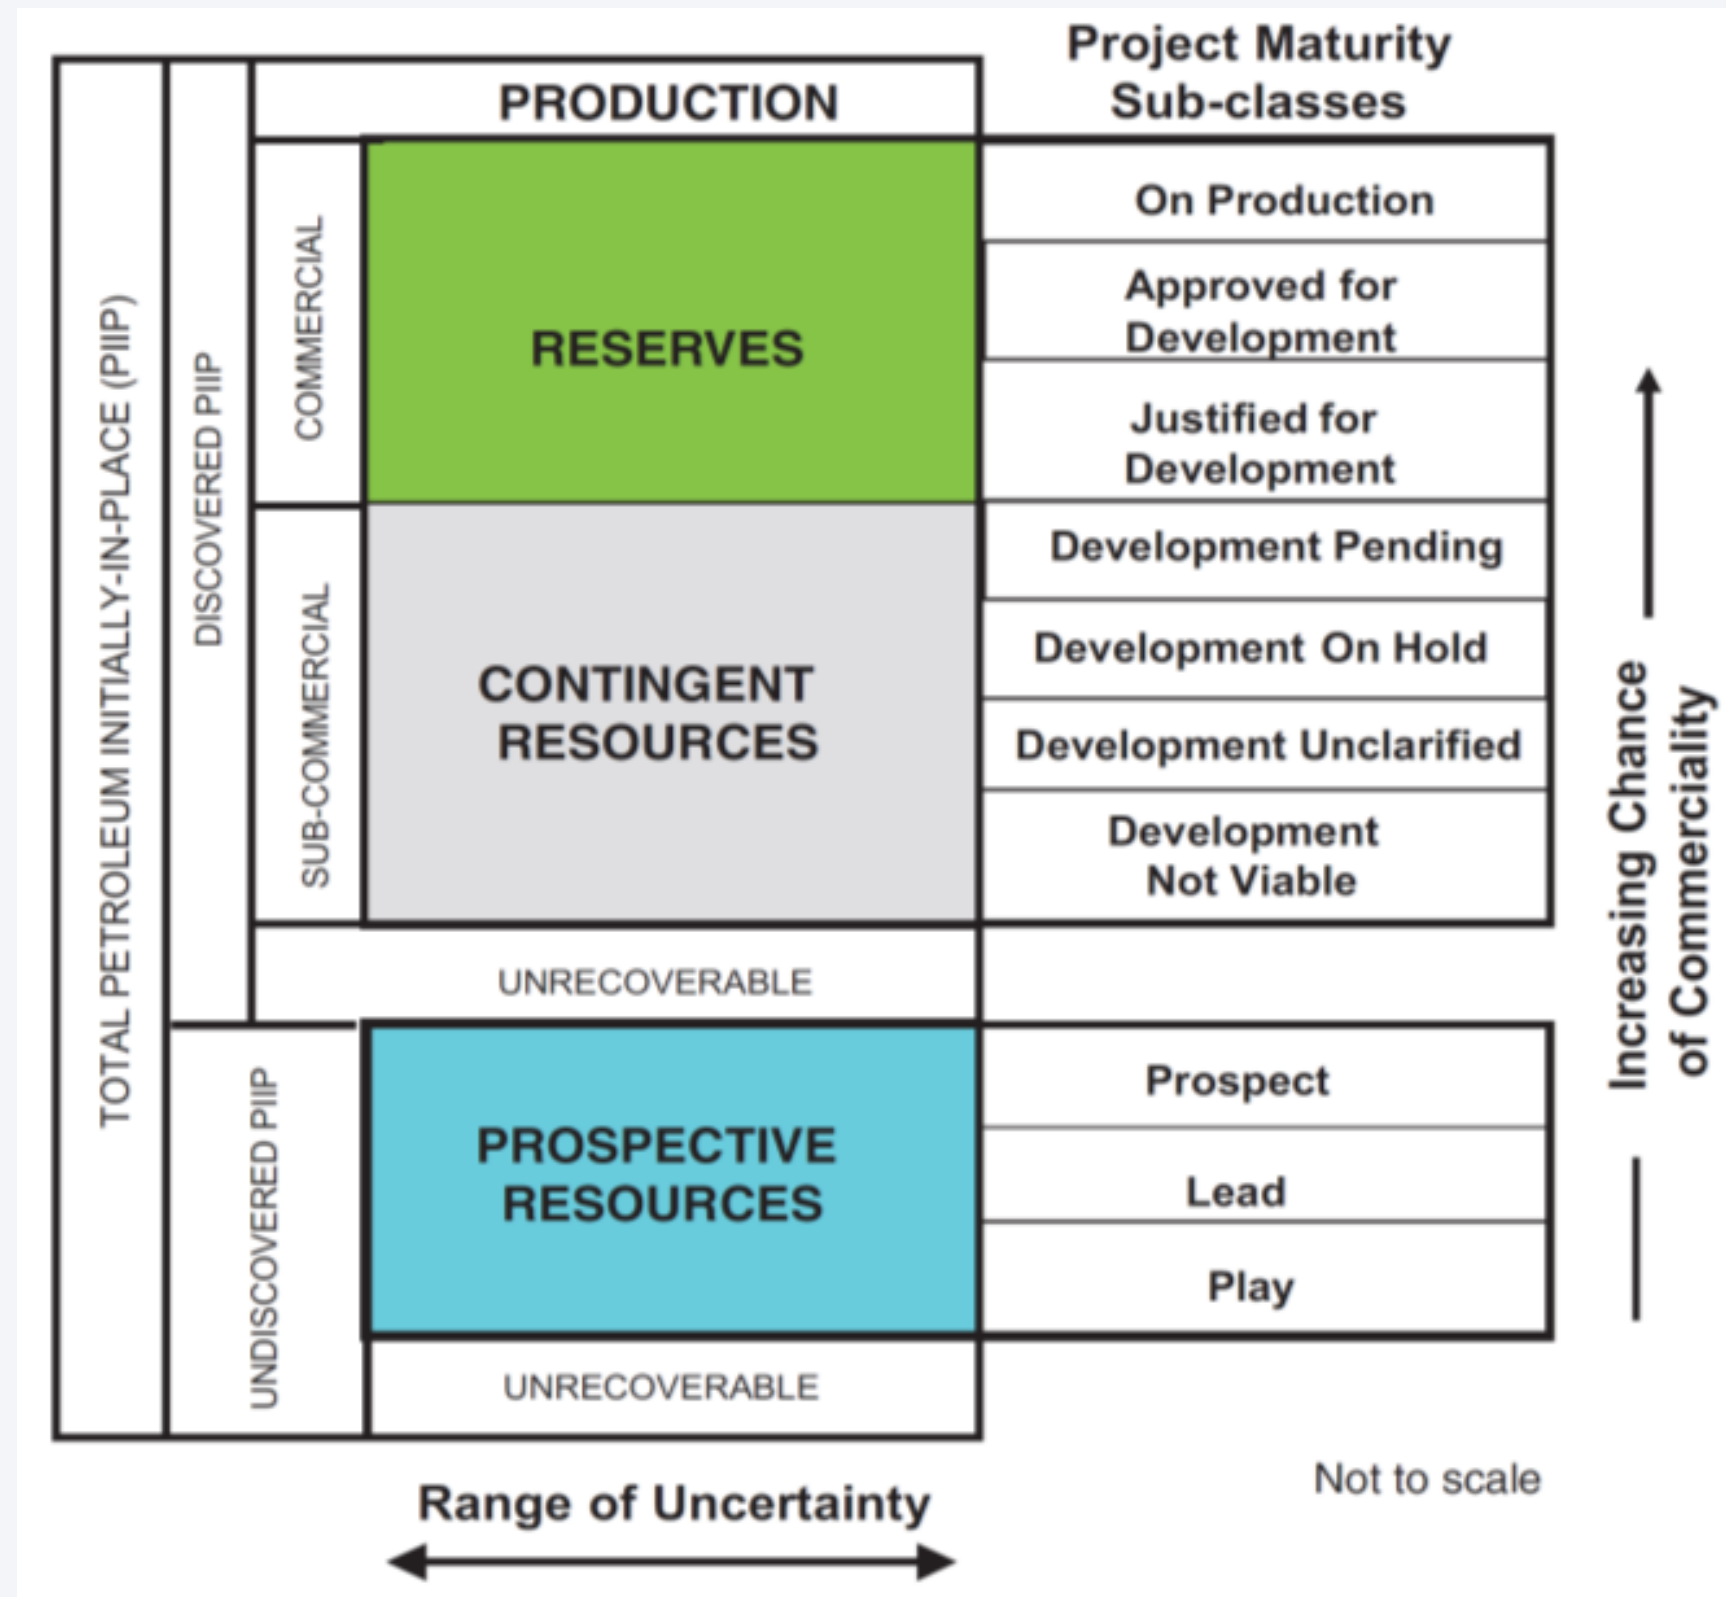 Project Maturity
Sub-classes
PRODUCTION
TOTAL PETROLEUM INITIALLY-IN-PLACE (PIIP)
DISCOVERED PIIP
COMMERCIAL
RESERVES
On Production
Approved for
Development
Justified for
Development
SUB-COMMERCIAL
CONTINGENT
RESOURCES
Development Pending
Development On Hold
Development Unclarified
Development
Not Viable
UNRECOVERABLE
UNDISCOVERED PIIP
PROSPECTIVE
RESOURCES
Prospect
Lead
Play
UNRECOVERABLE
Increasing Chance
of Commerciality
Range of Uncertainty
Not to scale